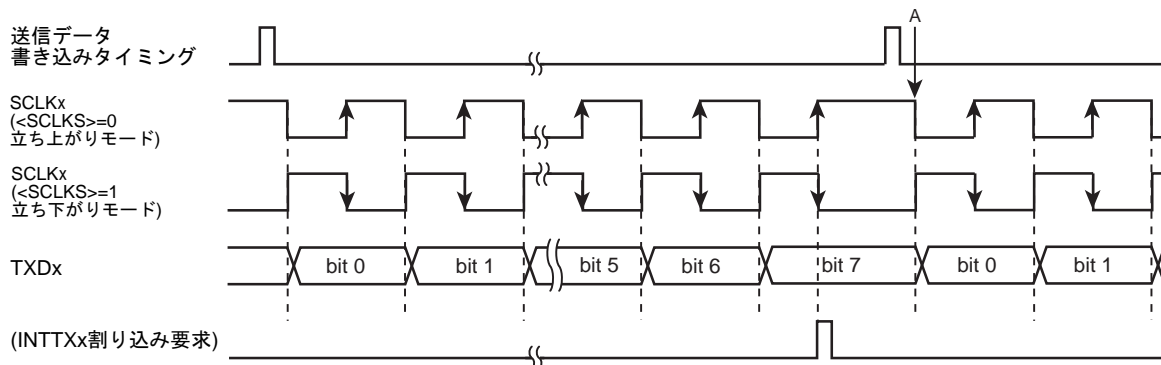 A
送信データ
書き込みタイミング
SCLKx
(<SCLKS>=0
立ち上がりモード)
SCLKx
(<SCLKS>=1
立ち下がりモード)
TXDx
bit 0
bit 1
bit 5
bit 6
bit 7
bit 0
bit 1
(INTTXx割り込み要求)